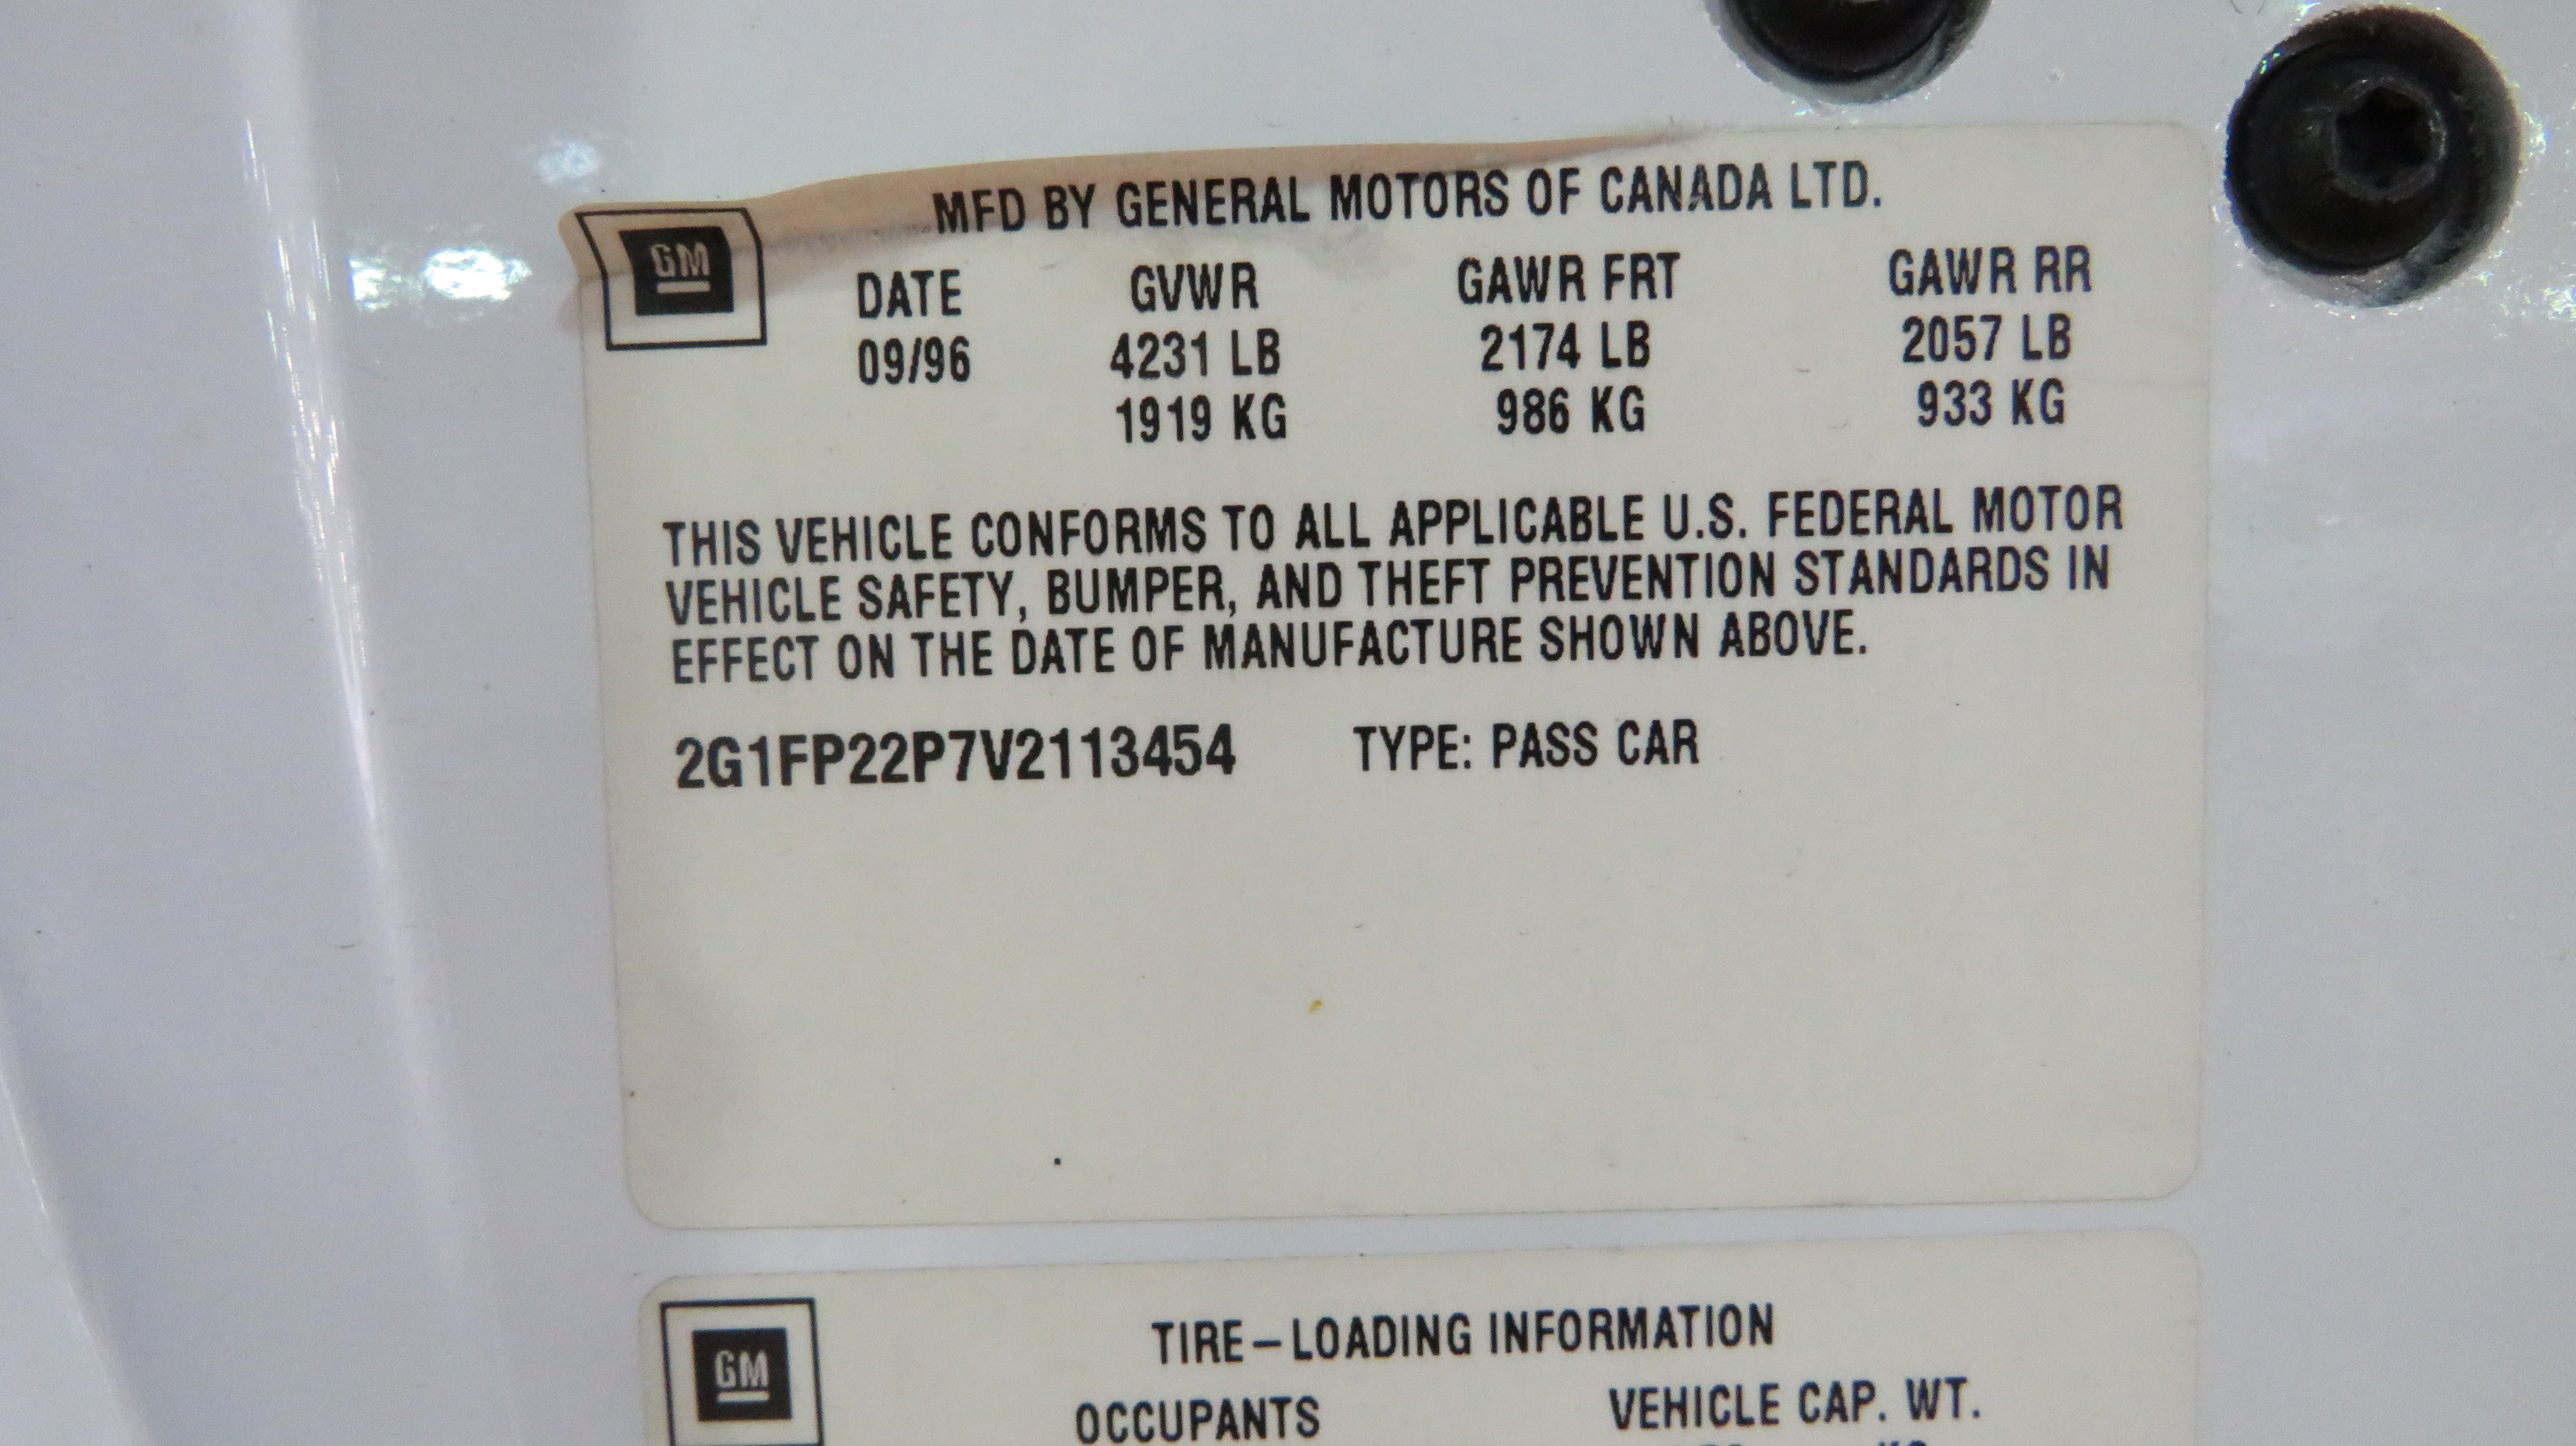 GM
MFD BY GENERAL MOTORS OF CANADA LTD.
DATE GVWR GAWR FRT GAWR RR
09/96 4231 LB 2174 LB 2057 LB
1919 KG 986 KG 933 KG
THIS VEHICLE CONFORMS TO ALL APPLICABLE U.S. FEDERAL MOTOR
VEHICLE SAFETY, BUMPER, AND THEFT PREVENTION STANDARDS IN
EFFECT ON THE DATE OF MANUFACTURE SHOWN ABOVE.
2G1FP22P7V2113454 TYPE: PASS CAR
GM
TIRE–LOADING INFORMATION
OCCUPANTS VEHICLE CAP. WT.